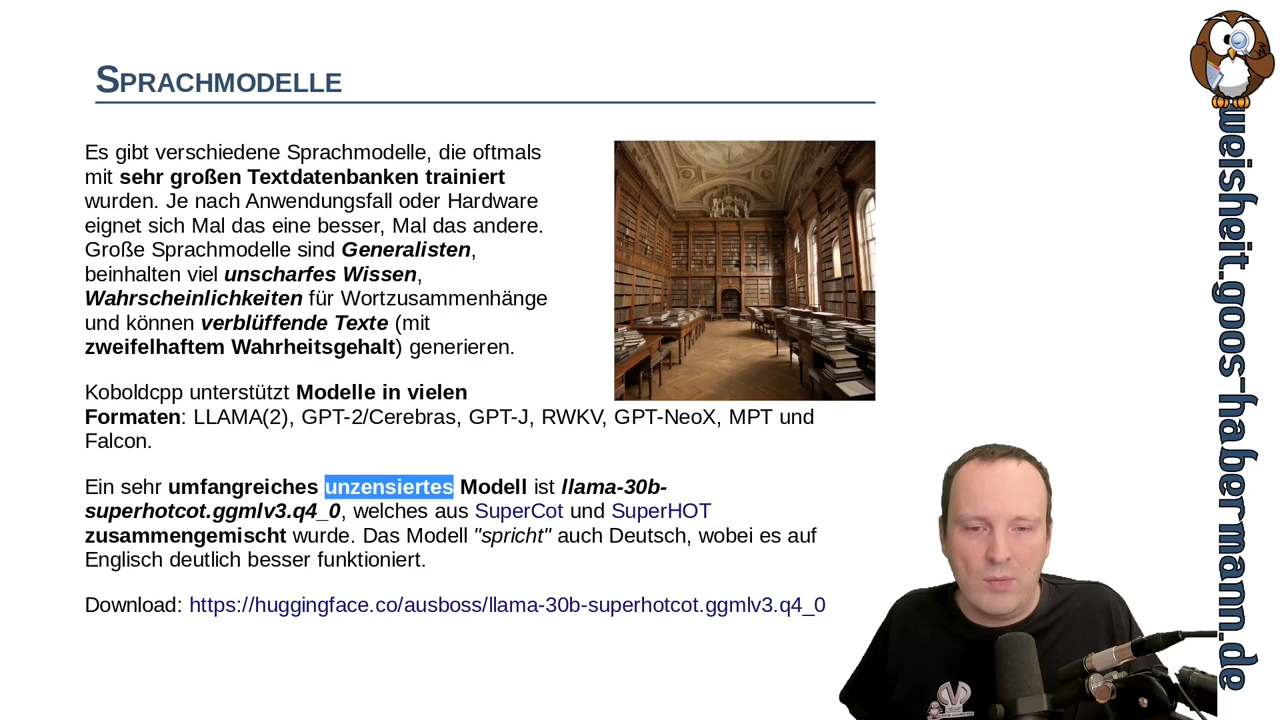 SPRACHMODELLE
Es gibt verschiedene Sprachmodelle, die oftmals
mit sehr großen Textdatenbanken trainiert
wurden. Je nach Anwendungsfall oder Hardware
eignet sich Mal das eine besser, Mal das andere.
Große Sprachmodelle sind Generalisten,
beinhalten viel unscharfes Wissen,
Wahrscheinlichkeiten für Wortzusammenhänge
und können verblüffende Texte (mit
zweifelhaftem Wahrheitsgehalt) generieren.
Koboldcpp unterstützt Modelle in vielen
Formaten: LLAMA(2), GPT-2/Cerebras, GPT-J, RWKV, GPT-NeoX, MPT und
Falcon.
Ein sehr umfangreiches unzensiertes Modell ist llama-30b-
superhotcot.ggmlv3.q4_0, welches aus SuperCot und SuperHOT
zusammengemischt wurde. Das Modell "spricht" auch Deutsch, wobei es auf
Englisch deutlich besser funktioniert.
Download: https://huggingface.co/ausboss/llama-30b-superhotcot.ggmlv3.q4_0
weisheit.goos-habermann.de